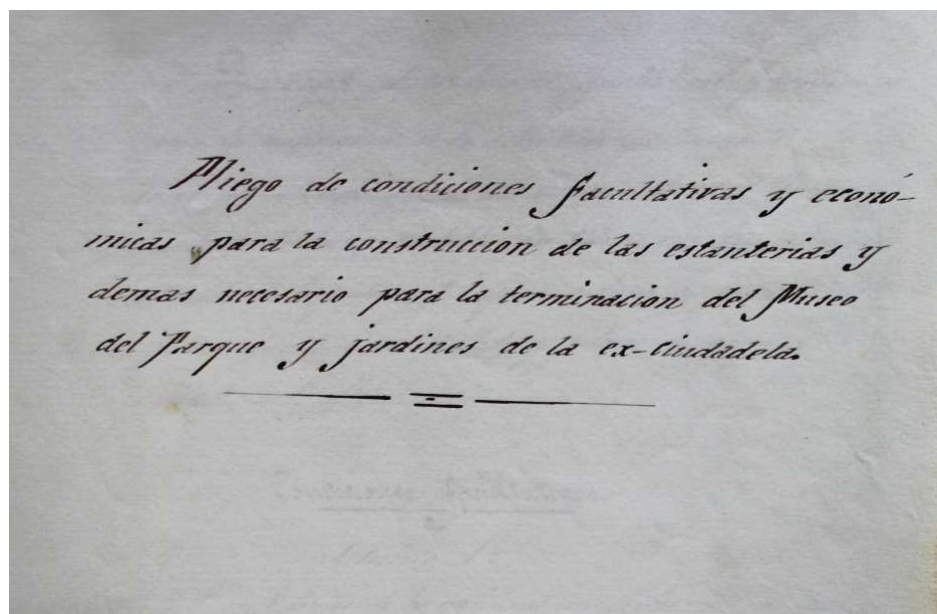 Pliego de condiciones facultativas y econó-
micas para la construccion de las estanterias y
demas necesario para la terminacion del Museo
del Parque y jardines de la ex-Ciudadela.